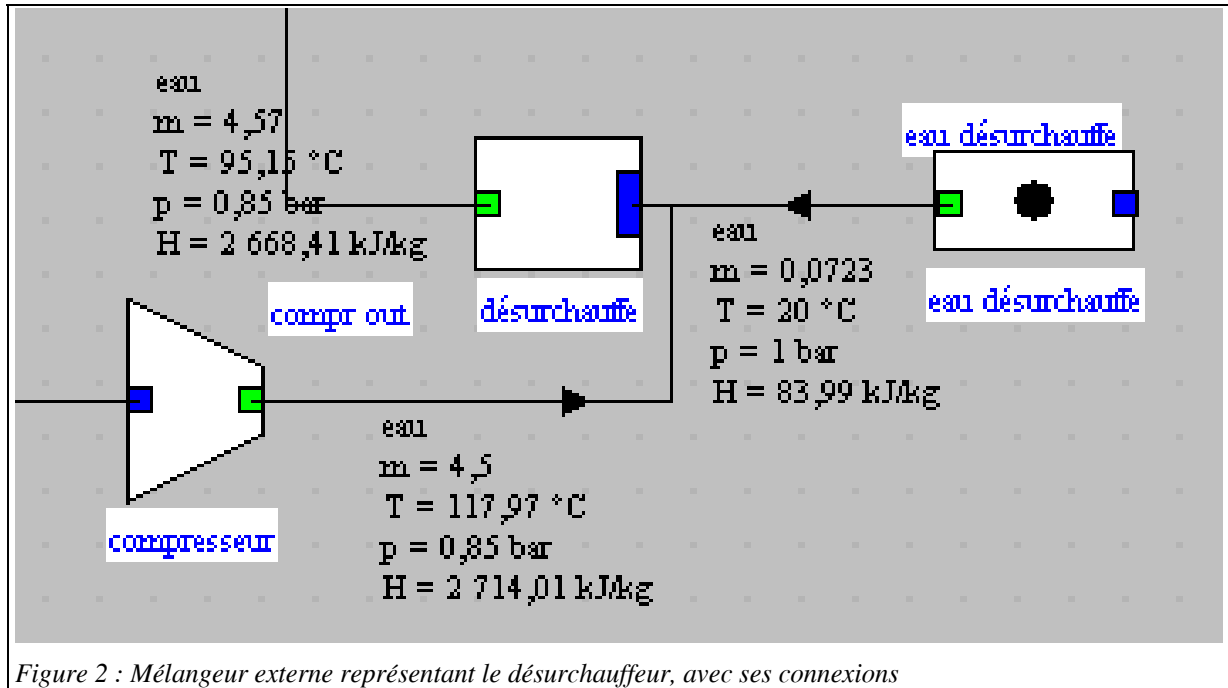 eau
m = 4,57
T = 95,15 °C
p = 0,85 bar
H = 2 668,41 kJ/kg
eau désurchauffe
eau
m = 0,0723
T = 20 °C
p = 1 bar
H = 83,99 kJ/kg
eau désurchauffe
compr out
désurchauffe
eau
m = 4,5
T = 117,97 °C
p = 0,85 bar
H = 2 714,01 kJ/kg
compresseur
Figure 2 : Mélangeur externe représentant le désurchauffeur, avec ses connexions